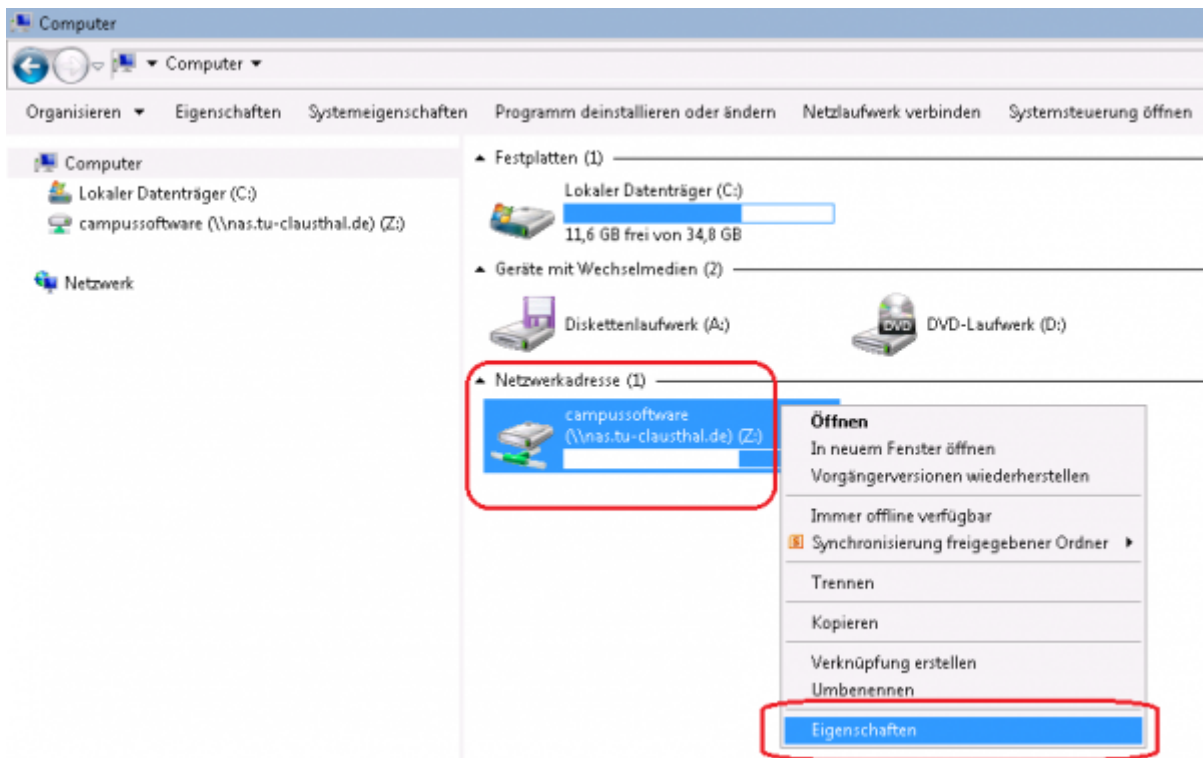 Computer
Computer
Organisieren Eigenschaften Systemeigenschaften Programm deinstallieren oder ändern Netzlaufwerk verbinden Systemsteuerung öffnen
Computer
Lokaler Datenträger (C:)
campussoftware (\\nas.tu-clausthal.de) (Z:)
Netzwerk
Festplatten (1)
Lokaler Datenträger (C:)
11,6 GB frei von 34,8 GB
Geräte mit Wechselmedien (2)
Diskettenlaufwerk (A:)
DVD
DVD-Laufwerk (D:)
Netzwerkadresse (1)
campussoftware
(\\nas.tu-clausthal.de) (Z:)
Öffnen
In neuem Fenster öffnen
Vorgängerversionen wiederherstellen
Immer offline verfügbar
Synchronisierung freigegebener Ordner
Trennen
Kopieren
Verknüpfung erstellen
Umbenennen
Eigenschaften